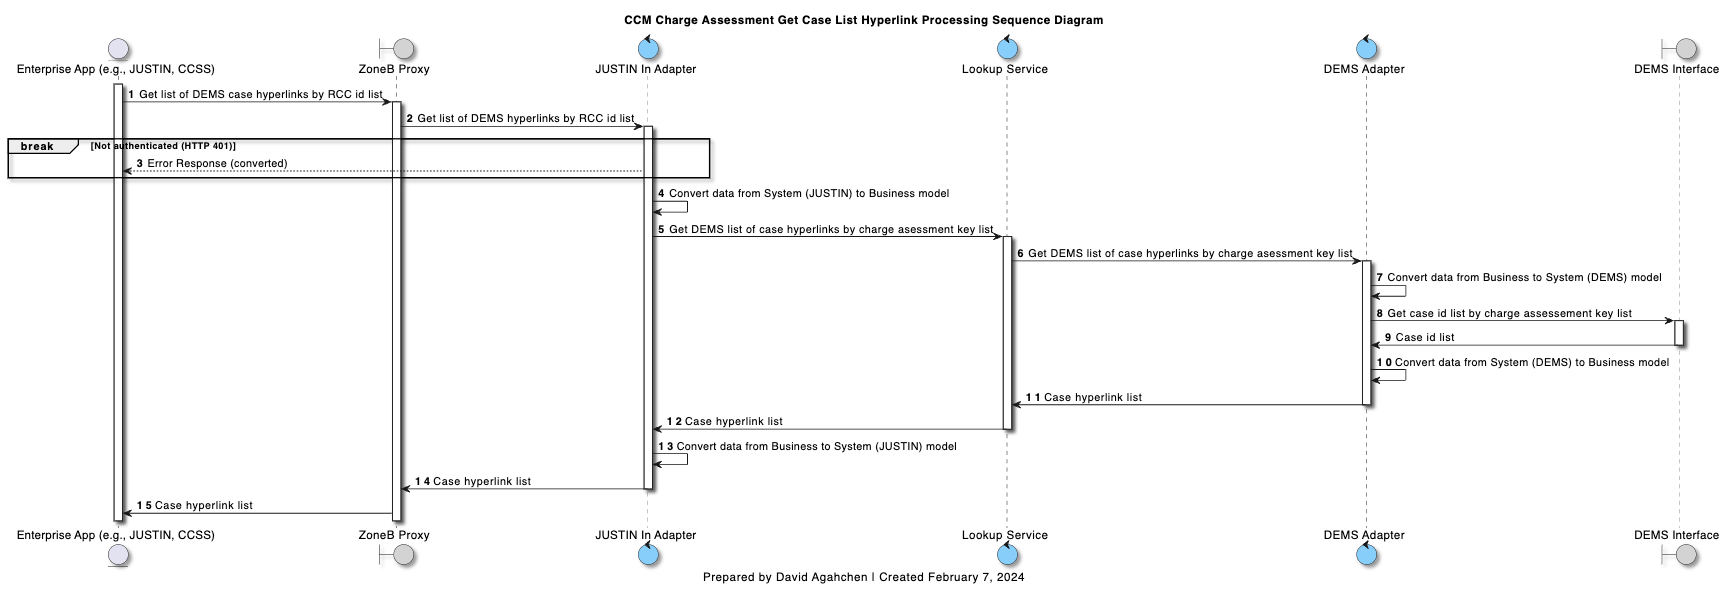 CCM Charge Assessment Get Case List Hyperlink Processing Sequence Diagram
Enterprise App (e.g., JUSTIN, CCSS)
ZoneB Proxy
JUSTIN In Adapter
Lookup Service
DEMS Adapter
DEMS Interface
1 Get list of DEMS case hyperlinks by RCC id list
2 Get list of DEMS hyperlinks by RCC id list
break [Not authenticated (HTTP 401)]
3 Error Response (converted)
4 Convert data from System (JUSTIN) to Business model
5 Get DEMS list of case hyperlinks by charge asessment key list
6 Get DEMS list of case hyperlinks by charge asessment key list
7 Convert data from Business to System (DEMS) model
8 Get case id list by charge assessement key list
9 Case id list
10 Convert data from System (DEMS) to Business model
11 Case hyperlink list
12 Case hyperlink list
13 Convert data from Business to System (JUSTIN) model
14 Case hyperlink list
15 Case hyperlink list
Enterprise App (e.g., JUSTIN, CCSS)
ZoneB Proxy
JUSTIN In Adapter
Lookup Service
DEMS Adapter
DEMS Interface
Prepared by David Agahchen | Created February 7, 2024